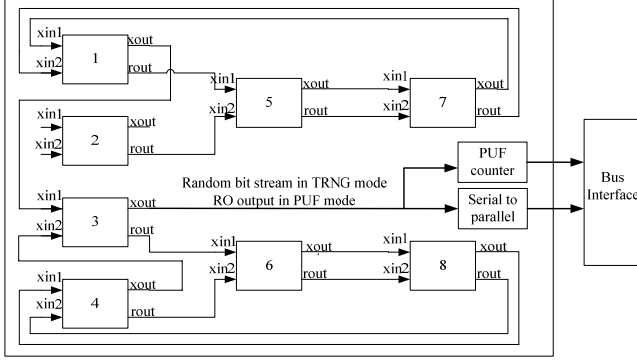 xin1
xout
xin2
1
rout
xin1
xout
xin2
2
rout
xin1
xout
xin2
5
rout
xin1
xout
xin2
7
rout
xin1
xout
xin2
3
rout
Random bit stream in TRNG mode
RO output in PUF mode
PUF
counter
Serial to
parallel
Bus
Interface
xin1
xout
xin2
4
rout
xin1
xout
xin2
6
rout
xin1
xout
xin2
8
rout